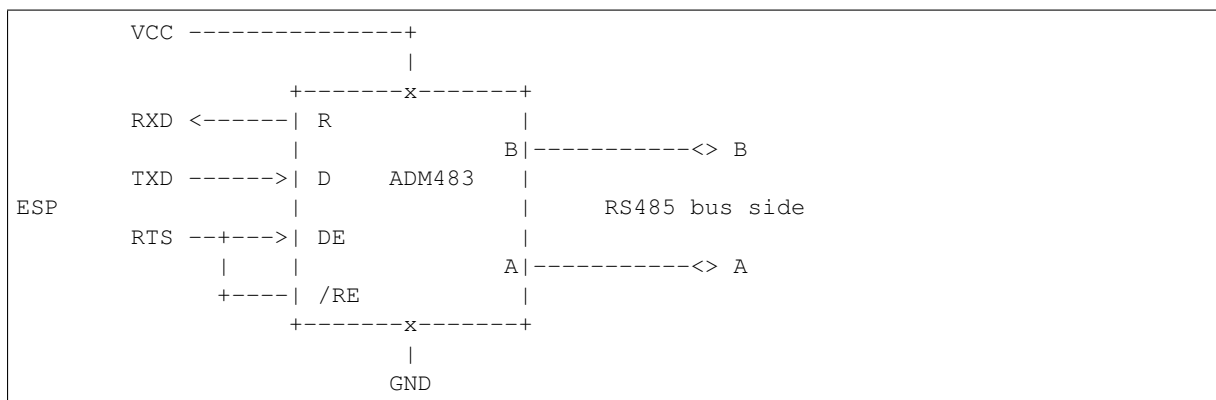 VCC ---------------+
|
+-------x-------+
RXD <------| R |
| B|-----------<> B
TXD ------>| D ADM483 |
ESP | | RS485 bus side
RTS --+--->| DE |
| | A|-----------<> A
+----| /RE |
+-------x-------+
|
GND